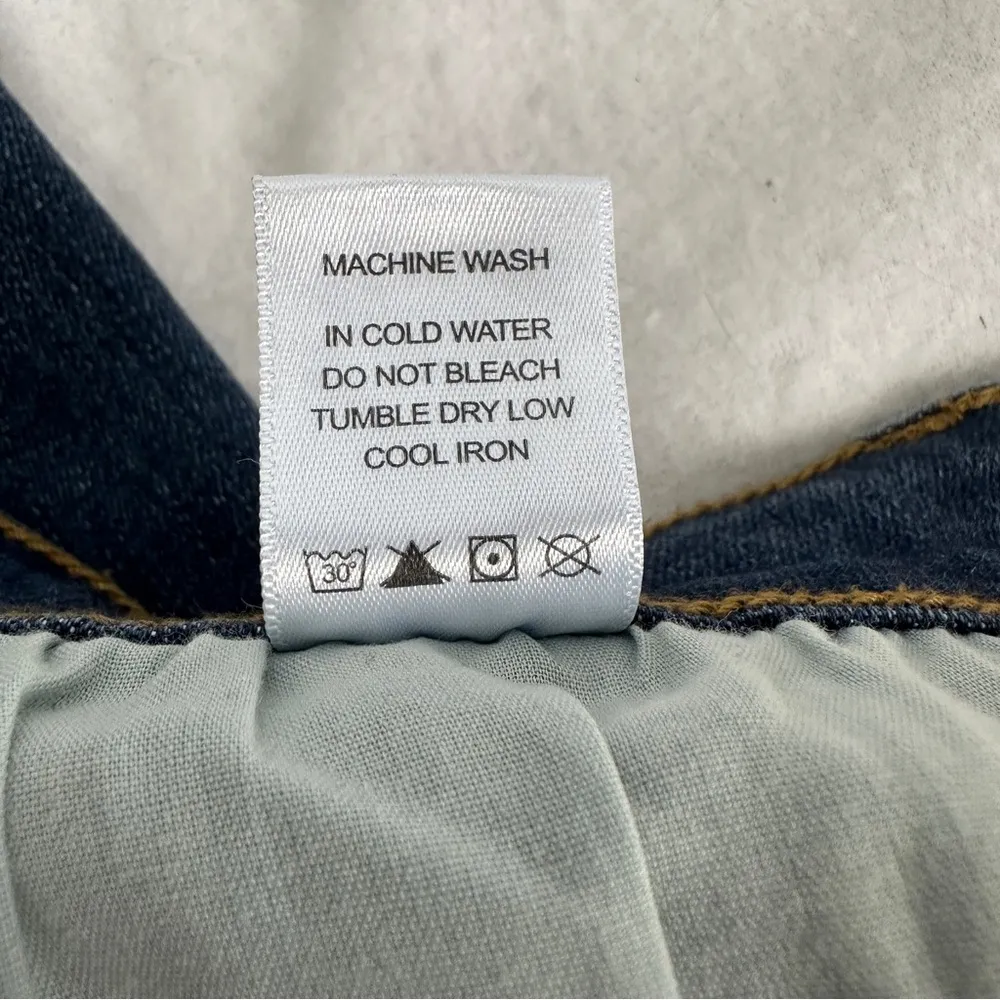 MACHINE WASH
IN COLD WATER
DO NOT BLEACH
TUMBLE DRY LOW
COOL IRON
30°